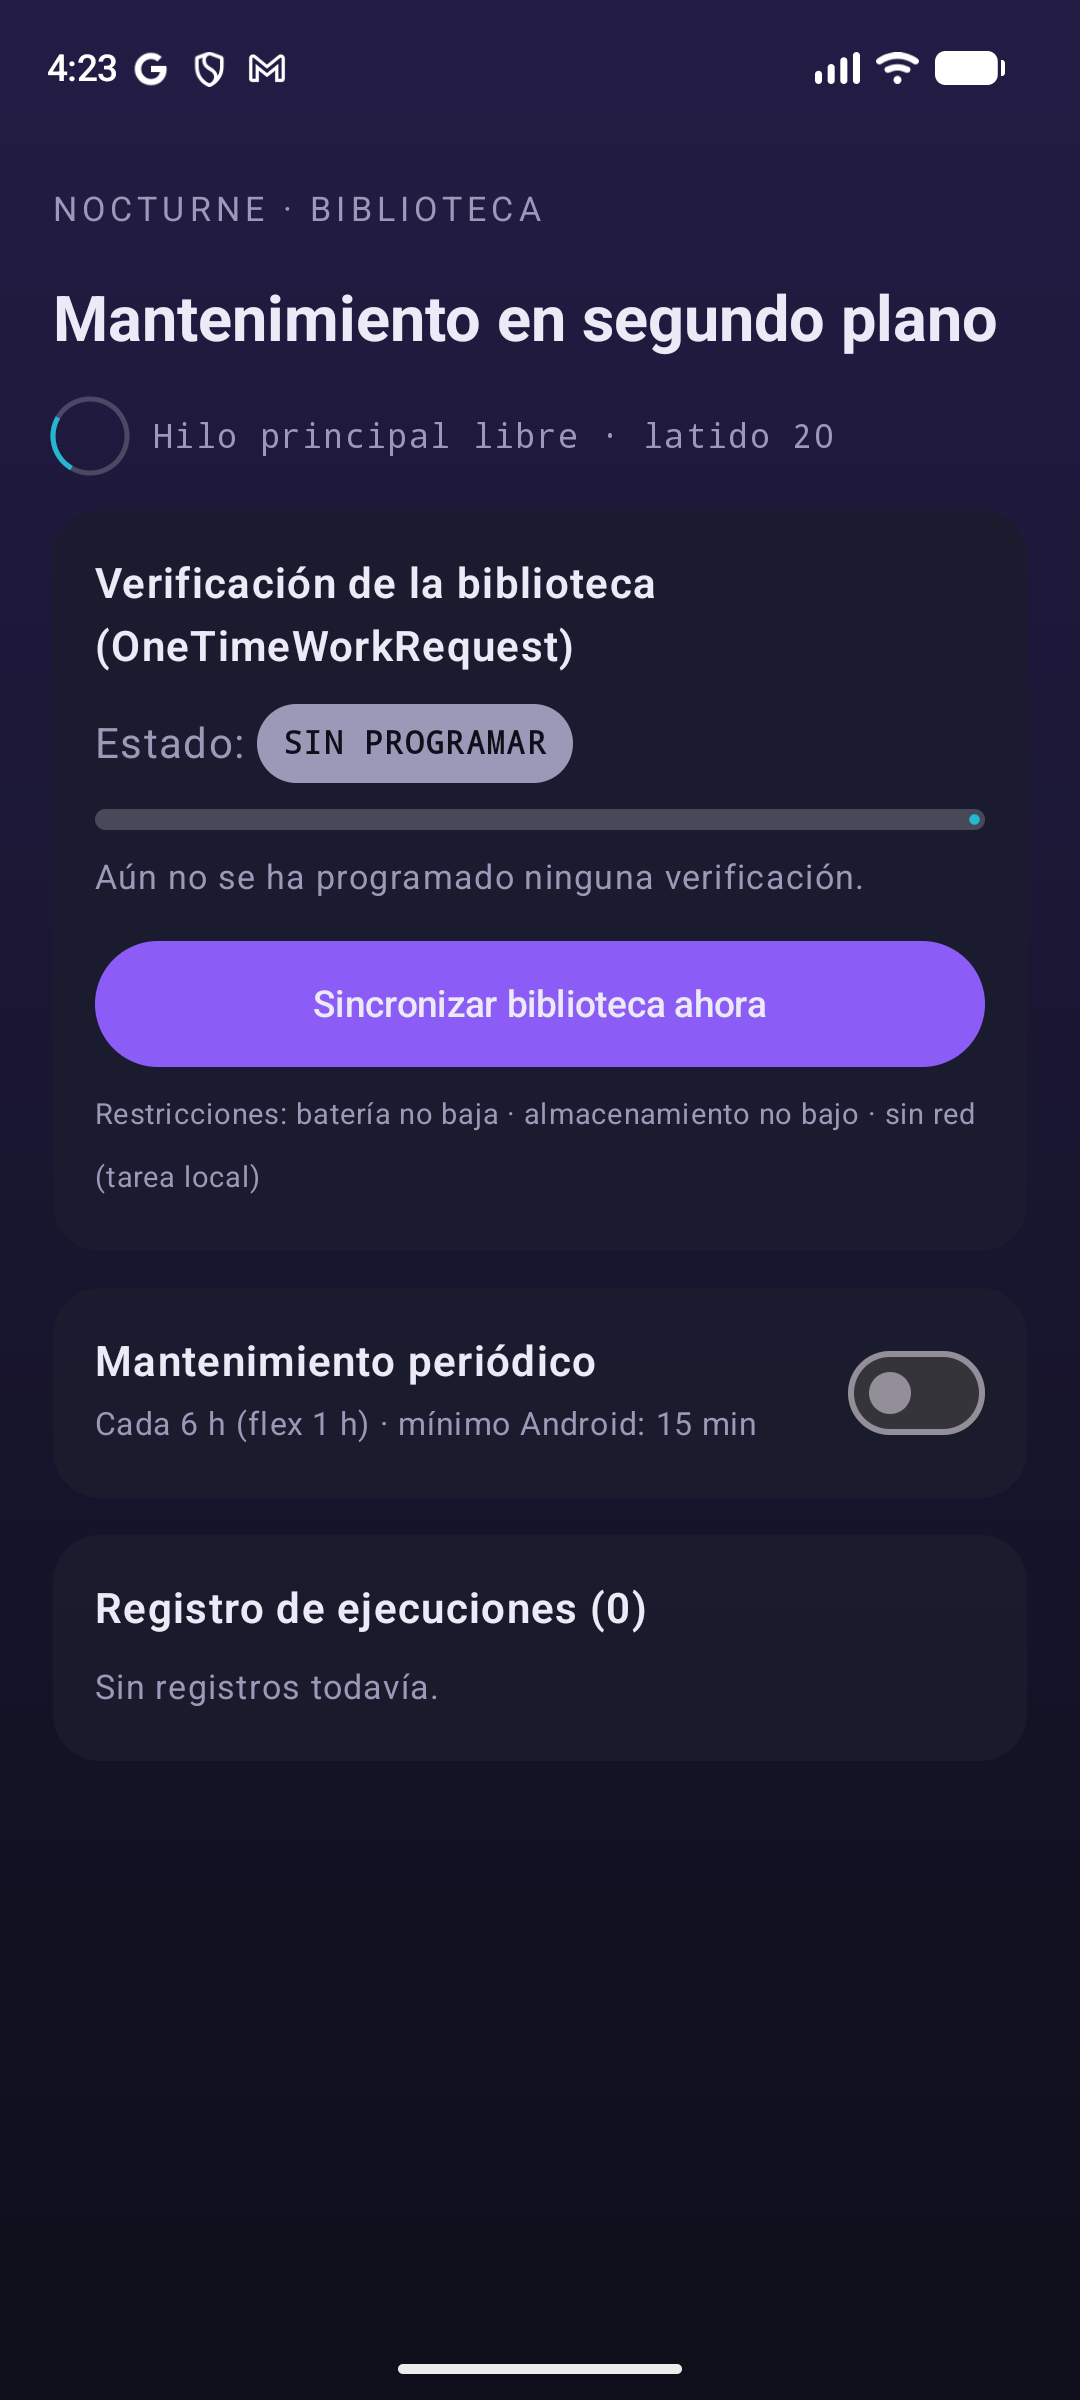 4:23
NOCTURNE · BIBLIOTECA
Mantenimiento en segundo plano
Hilo principal libre · latido 20
Verificación de la biblioteca
(OneTimeWorkRequest)
Estado: SIN PROGRAMAR
Aún no se ha programado ninguna verificación.
Sincronizar biblioteca ahora
Restricciones: batería no baja · almacenamiento no bajo · sin red
(tarea local)
Mantenimiento periódico
Cada 6 h (flex 1 h) · mínimo Android: 15 min
Registro de ejecuciones (0)
Sin registros todavía.